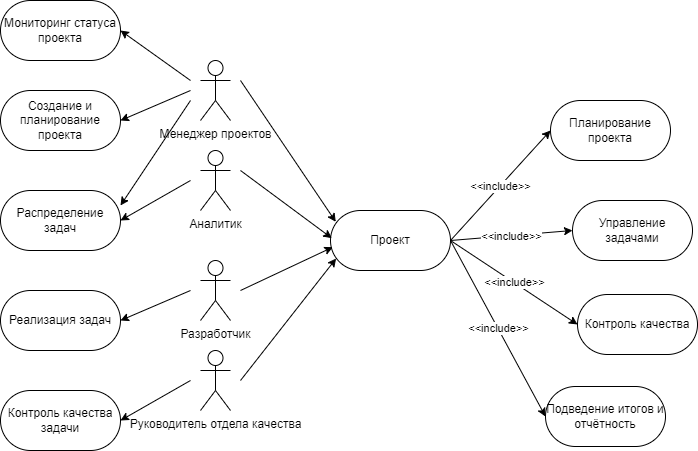 Мониторинг статуса
проекта
Создание и
планирование
проекта
Менеджер проектов
Распределение
задач
Аналитик
Реализация задач
Разработчик
Контроль качества
задачи
Руководитель отдела качества
Проект
<<include>>
<<include>>
<<include>>
<<include>>
Планирование
проекта
Управление
задачами
Контроль качества
Подведение итогов и
отчётность